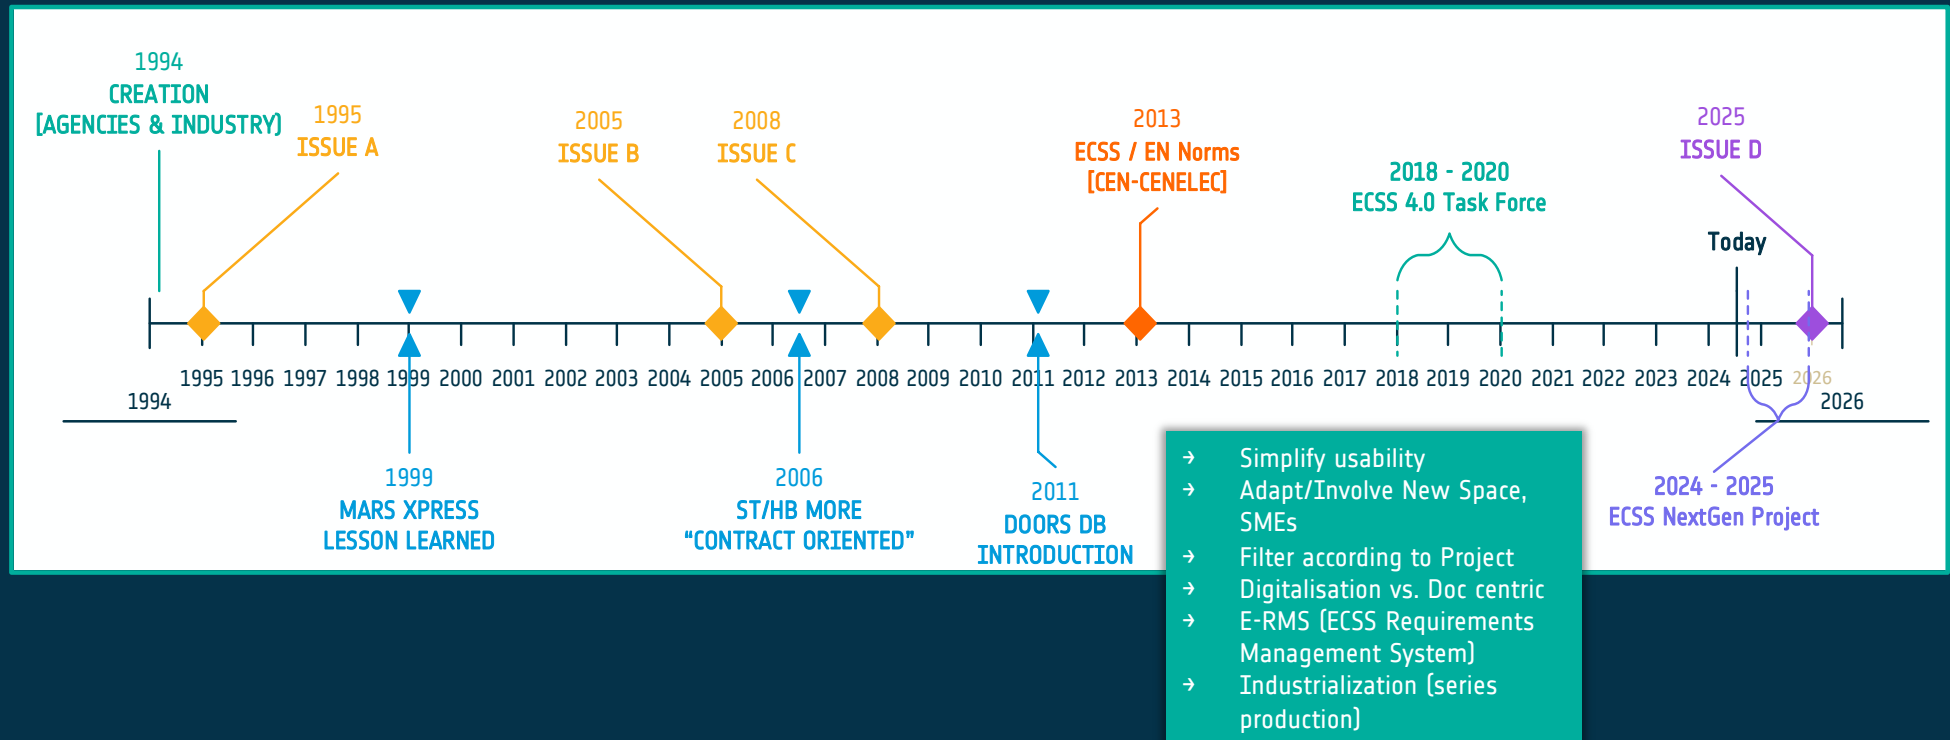 1994
CREATION
[AGENCIES & INDUSTRY)
1995
ISSUE A
2005
ISSUE B
2008
ISSUE C
2013
ECSS / EN Norms
[CEN-CENELEC]
2018 - 2020
ECSS 4.0 Task Force
2025
ISSUE D
Today
1995 1996 1997 1998 1999 2000 2001 2002 2003 2004 2005 2006 2007 2008 2009 2010 2011 2012 2013 2014 2015 2016 2017 2018 2019 2020 2021 2022 2023 2024 2025 2026
1994
2026
1999
MARS XPRESS
LESSON LEARNED
2006
ST/HB MORE
“CONTRACT ORIENTED”
2011
DOORS DB
INTRODUCTION
→ Simplify usability
→ Adapt/Involve New Space,
SMEs
→ Filter according to Project
→ Digitalisation vs. Doc centric
→ E-RMS (ECSS Requirements
Management System)
→ Industrialization (series
production)
2024 - 2025
ECSS NextGen Project